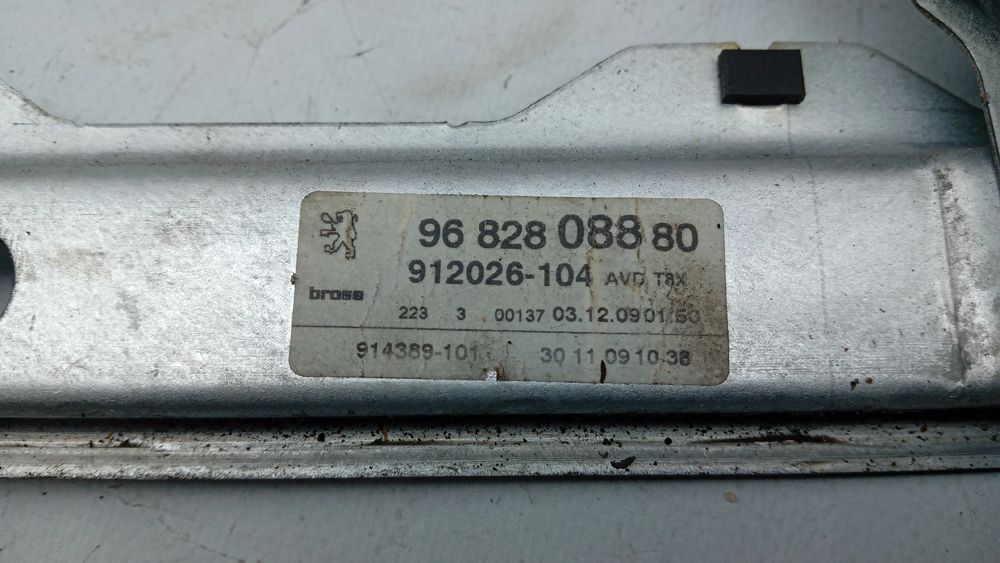 96 828 088 80
912026-104 AVD T8X
brose
223 3 00137 03.12.09 01:50
914389-101 30 11 09 10 38